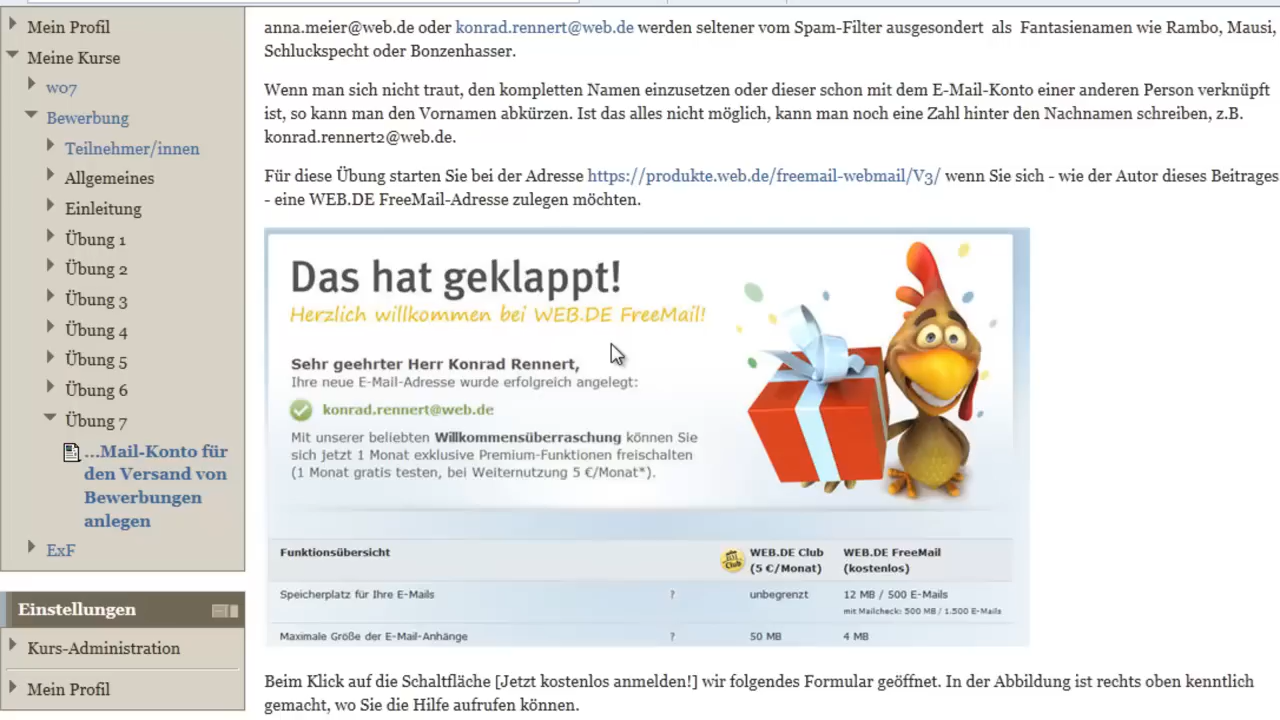 Mein Profil
Meine Kurse
wo7
Bewerbung
Teilnehmer/innen
Allgemeines
Einleitung
Übung 1
Übung 2
Übung 3
Übung 4
Übung 5
Übung 6
Übung 7
...Mail-Konto für
den Versand von
Bewerbungen
anlegen
ExF
Einstellungen
Kurs-Administration
Mein Profil
anna.meier@web.de oder konrad.rennert@web.de werden seltener vom Spam-Filter ausgesondert als Fantasienamen wie Rambo, Mausi,
Schluckspecht oder Bonzenhasser.
Wenn man sich nicht traut, den kompletten Namen einzusetzen oder dieser schon mit dem E-Mail-Konto einer anderen Person verknüpft
ist, so kann man den Vornamen abkürzen. Ist das alles nicht möglich, kann man noch eine Zahl hinter den Nachnamen schreiben, z.B.
konrad.rennert2@web.de.
Für diese Übung starten Sie bei der Adresse https://produkte.web.de/freemail-webmail/V3/ wenn Sie sich - wie der Autor dieses Beitrages
- eine WEB.DE FreeMail-Adresse zulegen möchten.
Das hat geklappt!
Herzlich willkommen bei WEB.DE FreeMail!
Sehr geehrter Herr Konrad Rennert,
Ihre neue E-Mail-Adresse wurde erfolgreich angelegt:
konrad.rennert@web.de
Mit unserer beliebten Willkommensüberraschung können Sie
sich jetzt 1 Monat exklusive Premium-Funktionen freischalten
(1 Monat gratis testen, bei Weiternutzung 5 €/Monat*).
Funktionsübersicht WEB.DE Club WEB.DE FreeMail
(5 €/Monat) (kostenlos)
Speicherplatz für Ihre E-Mails ? unbegrenzt 12 MB / 500 E-Mails
mit Mailcheck: 500 MB / 1.500 E-Mails
Maximale Größe der E-Mail-Anhänge ? 50 MB 4 MB
Beim Klick auf die Schaltfläche [Jetzt kostenlos anmelden!] wir folgendes Formular geöffnet. In der Abbildung ist rechts oben kenntlich
gemacht, wo Sie die Hilfe aufrufen können.